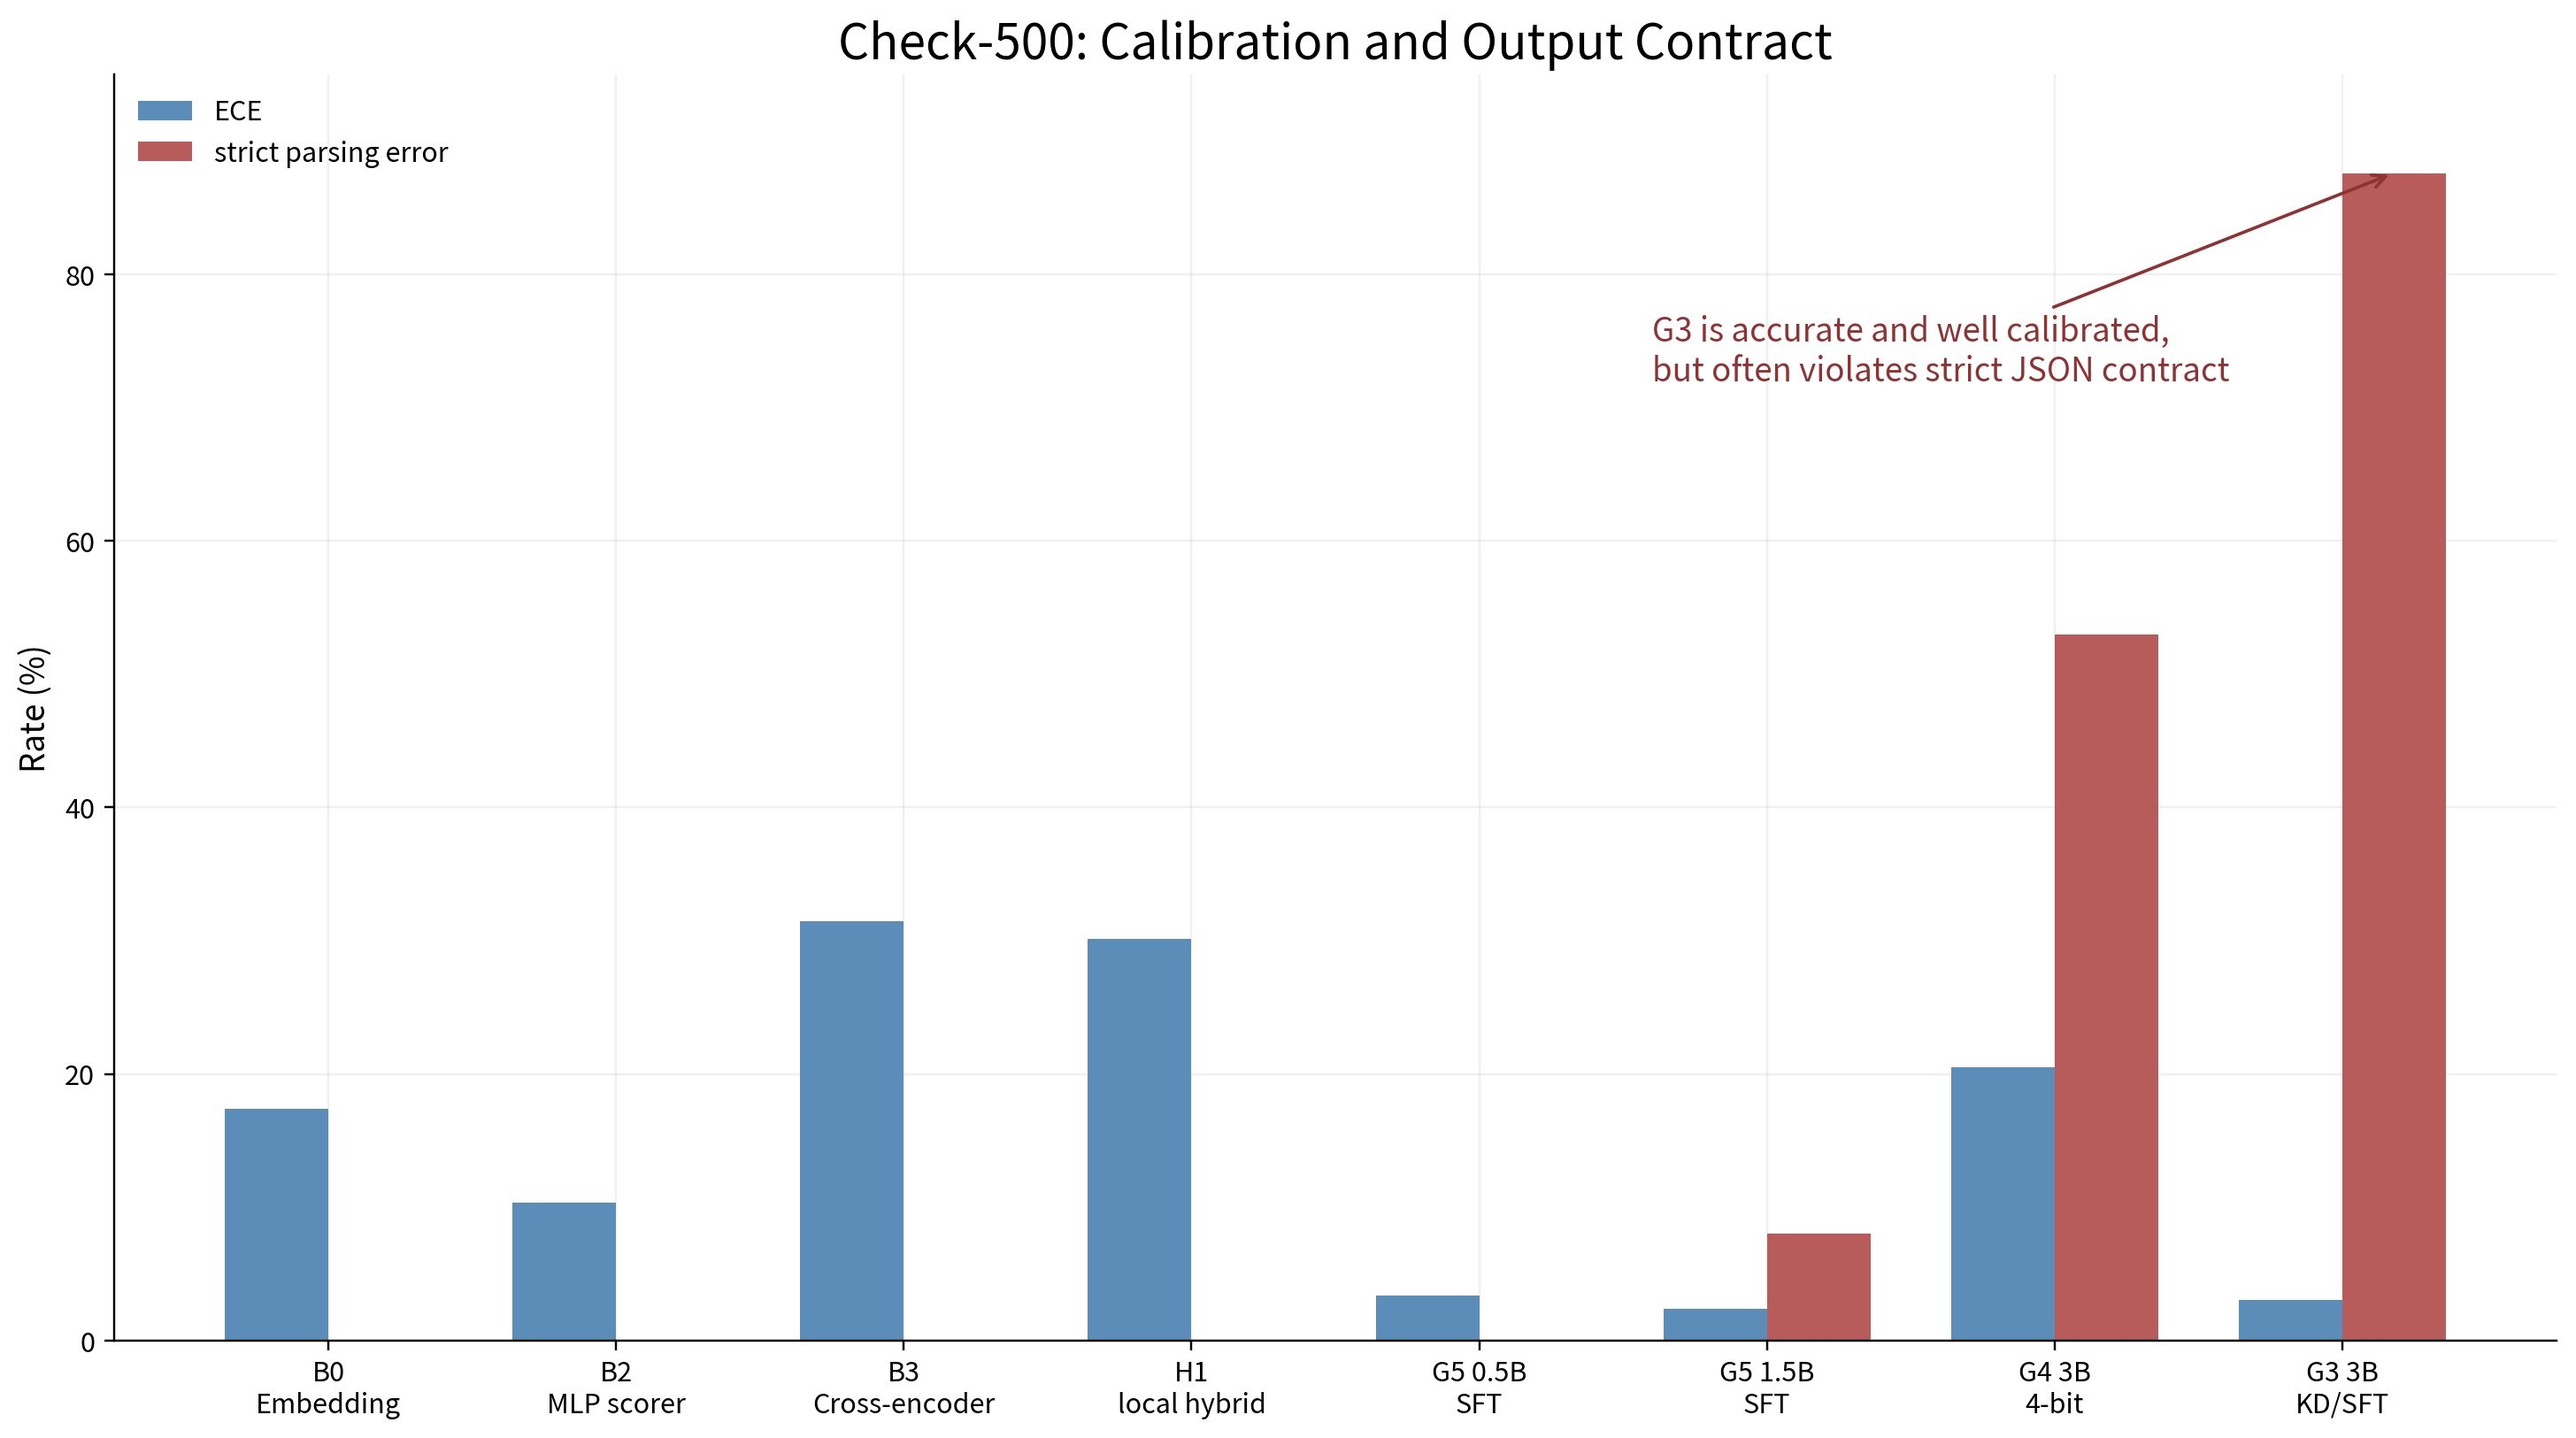 Check-500: Calibration and Output Contract
ECE
strict parsing error
G3 is accurate and well calibrated,
but often violates strict JSON contract
Rate (%)
80
60
40
20
0
B0
Embedding
B2
MLP scorer
B3
Cross-encoder
H1
local hybrid
G5 0.5B
SFT
G5 1.5B
SFT
G4 3B
4-bit
G3 3B
KD/SFT